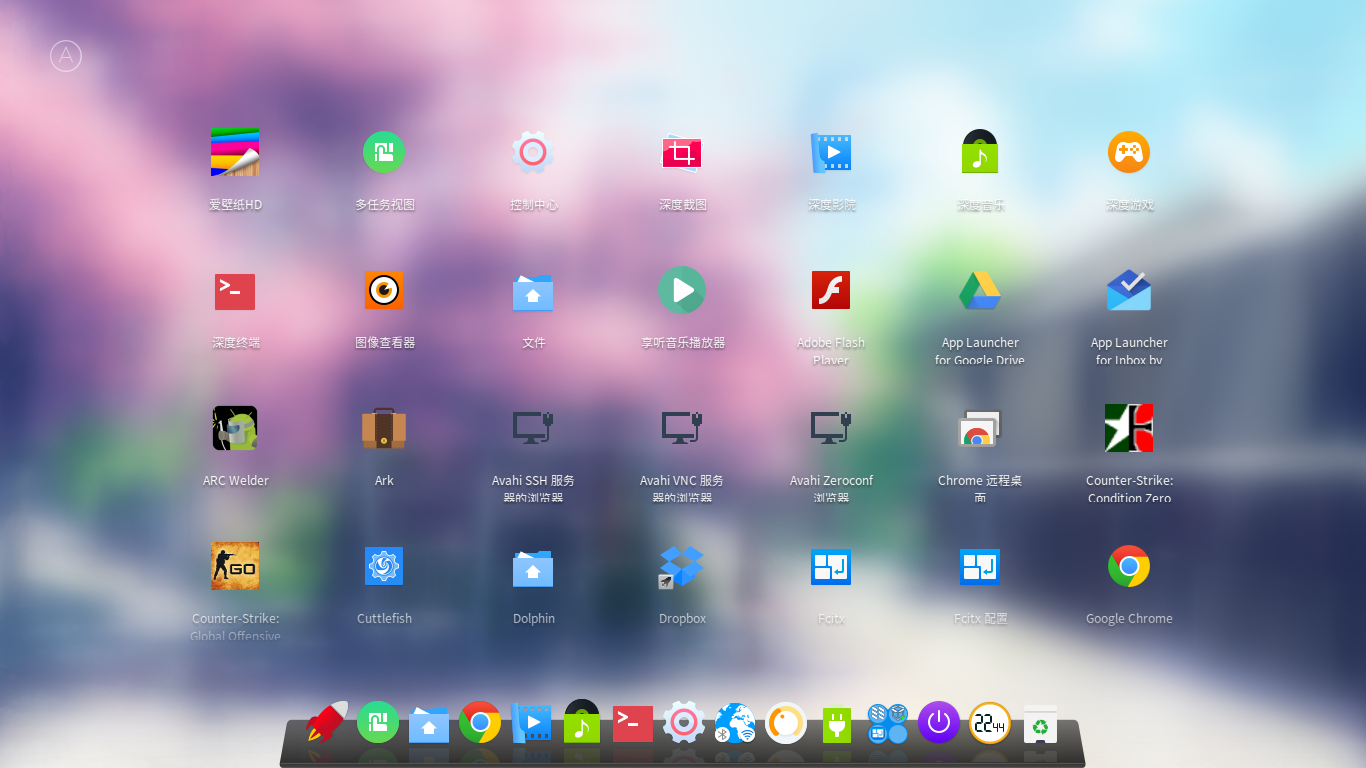 A
爱壁纸HD
多任务视图
控制中心
深度截图
深度影院
深度音乐
深度游戏
深度终端
图像查看器
文件
享听音乐播放器
Adobe Flash
Player
App Launcher
for Google Drive
App Launcher
for Inbox by
ARC Welder
Ark
Avahi SSH 服务
器的浏览器
Avahi VNC 服务
器的浏览器
Avahi Zeroconf
浏览器
Chrome 远程桌
面
Counter-Strike:
Condition Zero
GO
Counter-Strike:
Global Offensive
Cuttlefish
Dolphin
Dropbox
Fcitx
Fcitx 配置
Google Chrome
22 44